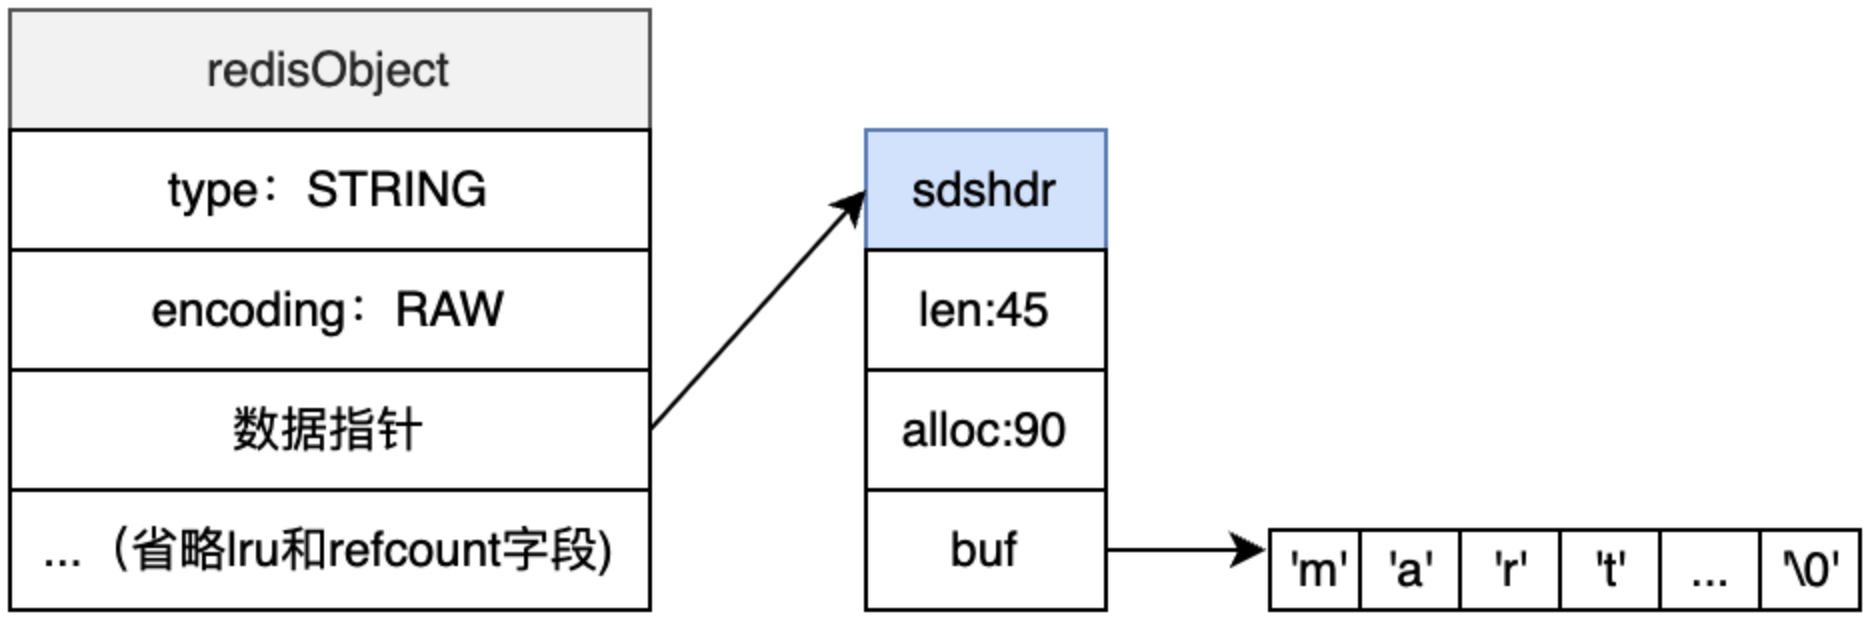 redisObject
type：STRING
encoding：RAW
数据指针
...（省略lru和refcount字段)
sdshdr
len:45
alloc:90
buf
'm' 'a' 'r' 't' ... '\0'